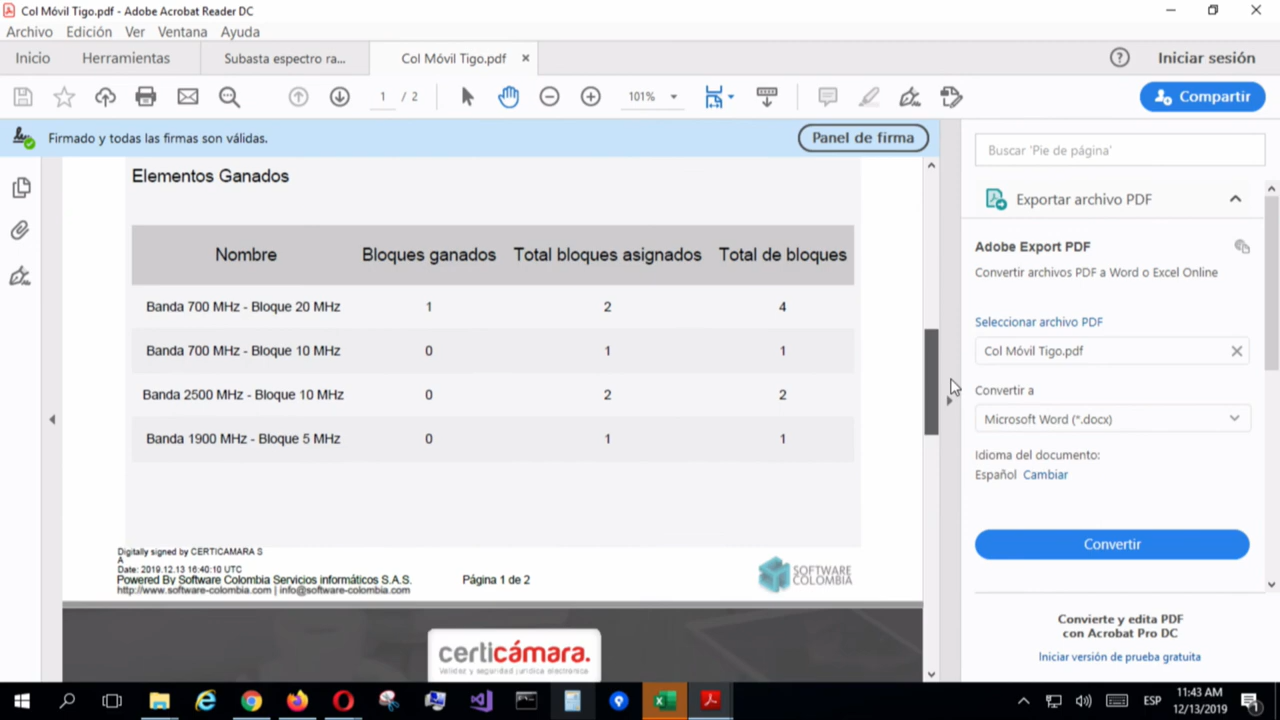 Col Móvil Tigo.pdf - Adobe Acrobat Reader DC
Archivo Edición Ver Ventana Ayuda
Inicio Herramientas Subasta espectro ra... Col Móvil Tigo.pdf × Iniciar sesión
1 / 2 101% Compartir
Firmado y todas las firmas son válidas. Panel de firma
Buscar 'Pie de página'
Elementos Ganados
Exportar archivo PDF
Nombre Bloques ganados Total bloques asignados Total de bloques
Banda 700 MHz - Bloque 20 MHz 1 2 4
Banda 700 MHz - Bloque 10 MHz 0 1 1
Banda 2500 MHz - Bloque 10 MHz 0 2 2
Banda 1900 MHz - Bloque 5 MHz 0 1 1
Adobe Export PDF
Convertir archivos PDF a Word o Excel Online
Seleccionar archivo PDF
Col Móvil Tigo.pdf
Convertir a
Microsoft Word (*.docx)
Idioma del documento:
Español Cambiar
Convertir
Digitally signed by CERTICAMARA S
A
Date: 2019.12.13 16:40:10 UTC
Powered By Software Colombia Servicios informáticos S.A.S.
http://www.software-colombia.com | info@software-colombia.com
Página 1 de 2
SOFTWARE
COLOMBIA
certicámara.
Validez y seguridad jurídica electrónica
Convierte y edita PDF
con Acrobat Pro DC
Iniciar versión de prueba gratuita
ESP
11:43 AM
12/13/2019
1